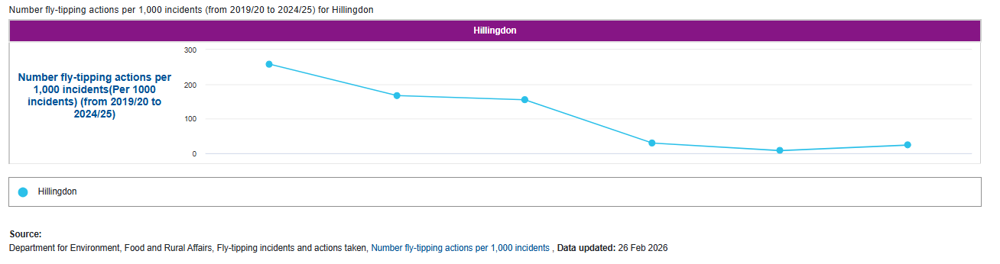 Number fly-tipping actions per 1,000 incidents (from 2019/20 to 2024/25) for Hillingdon
Hillingdon
Number fly-tipping actions per
1,000 incidents(Per 1000
incidents) (from 2019/20 to
2024/25)
300
200
100
0
Hillingdon
Source:
Department for Environment, Food and Rural Affairs, Fly-tipping incidents and actions taken, Number fly-tipping actions per 1,000 incidents , Data updated: 26 Feb 2026